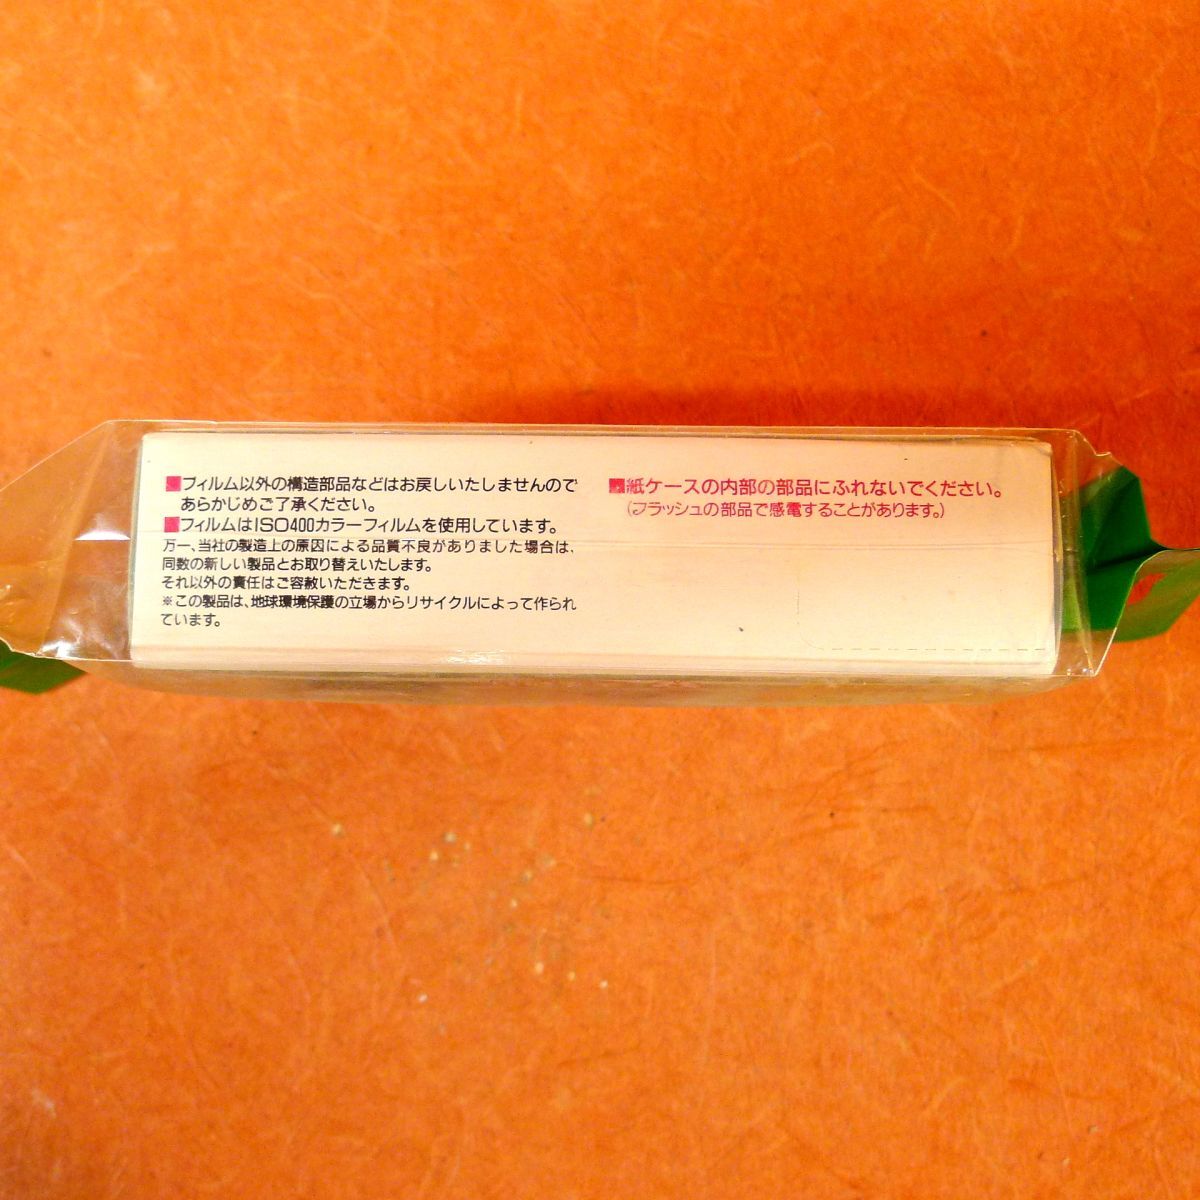 ■フィルム以外の構造部品などはお戻しいたしませんので
あらかじめご了承ください。
■フィルムはISO400カラーフィルムを使用しています。
万一、当社の製造上の原因による品質不良がありました場合は、
同数の新しい製品とお取り替えいたします。
それ以外の責任はご容赦いただきます。
※この製品は、地球環境保護の立場からリサイクルによって作られ
ています。
■紙ケースの内部の部品にふれないでください。
(フラッシュの部品で感電することがあります。)